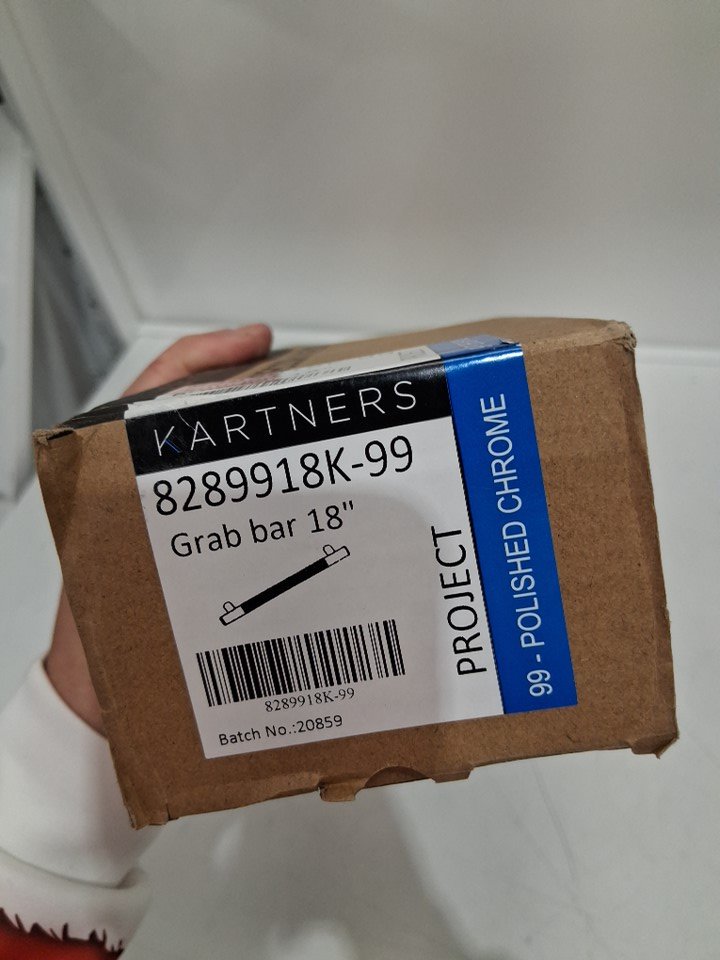 KARTNERS
8289918K-99
Grab bar 18"
8289918K-99
Batch No.:20859
PROJECT
99 - POLISHED CHROME